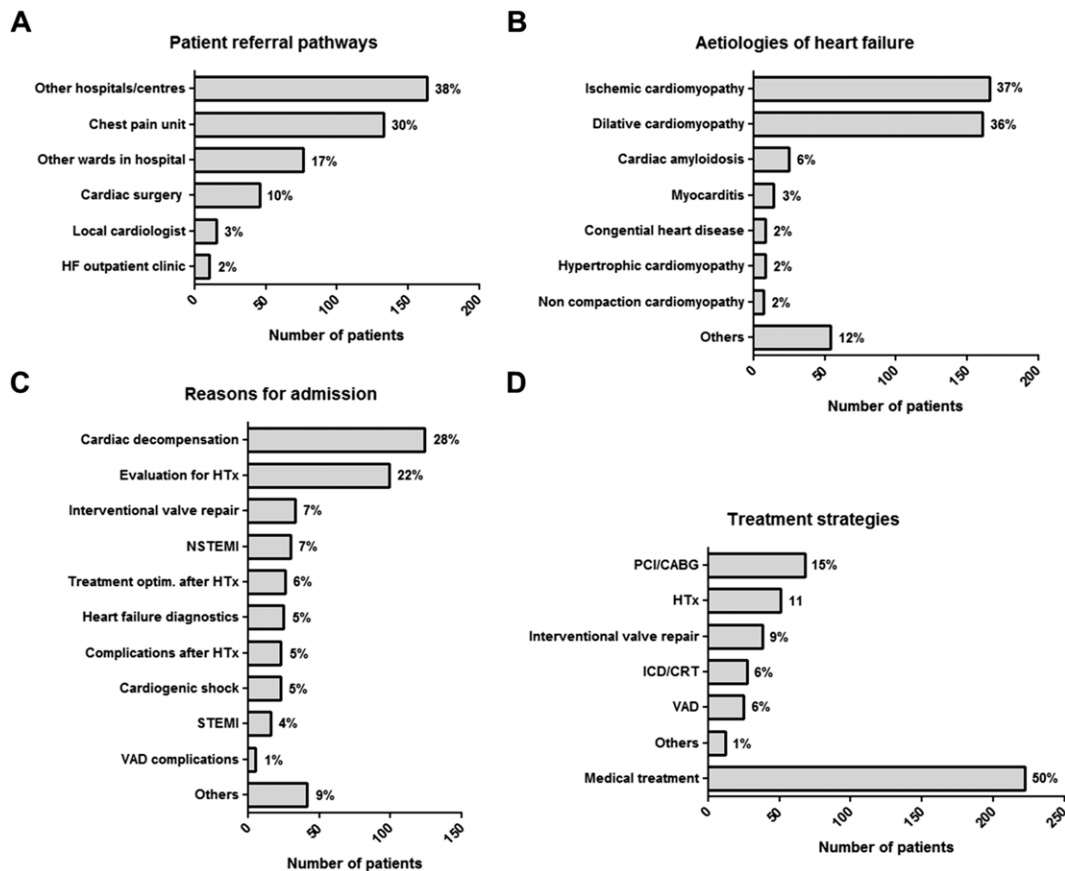 A
Patient referral pathways
Other hospitals/centres 38%
Chest pain unit 30%
Other wards in hospital 17%
Cardiac surgery 10%
Local cardiologist 3%
HF outpatient clinic 2%
0 50 100 150 200
Number of patients
B
Aetiologies of heart failure
Ischemic cardiomyopathy 37%
Dilative cardiomyopathy 36%
Cardiac amyloidosis 6%
Myocarditis 3%
Congential heart disease 2%
Hypertrophic cardiomyopathy 2%
Non compaction cardiomyopathy 2%
Others 12%
0 50 100 150 200
Number of patients
C
Reasons for admission
Cardiac decompensation 28%
Evaluation for HTx 22%
Interventional valve repair 7%
NSTEMI 7%
Treatment optim. after HTx 6%
Heart failure diagnostics 5%
Complications after HTx 5%
Cardiogenic shock 5%
STEMI 4%
VAD complications 1%
Others 9%
0 50 100 150
Number of patients
D
Treatment strategies
PCI/CABG 15%
HTx 11
Interventional valve repair 9%
ICD/CRT 6%
VAD 6%
Others 1%
Medical treatment 50%
0 50 100 150 200 250
Number of patients